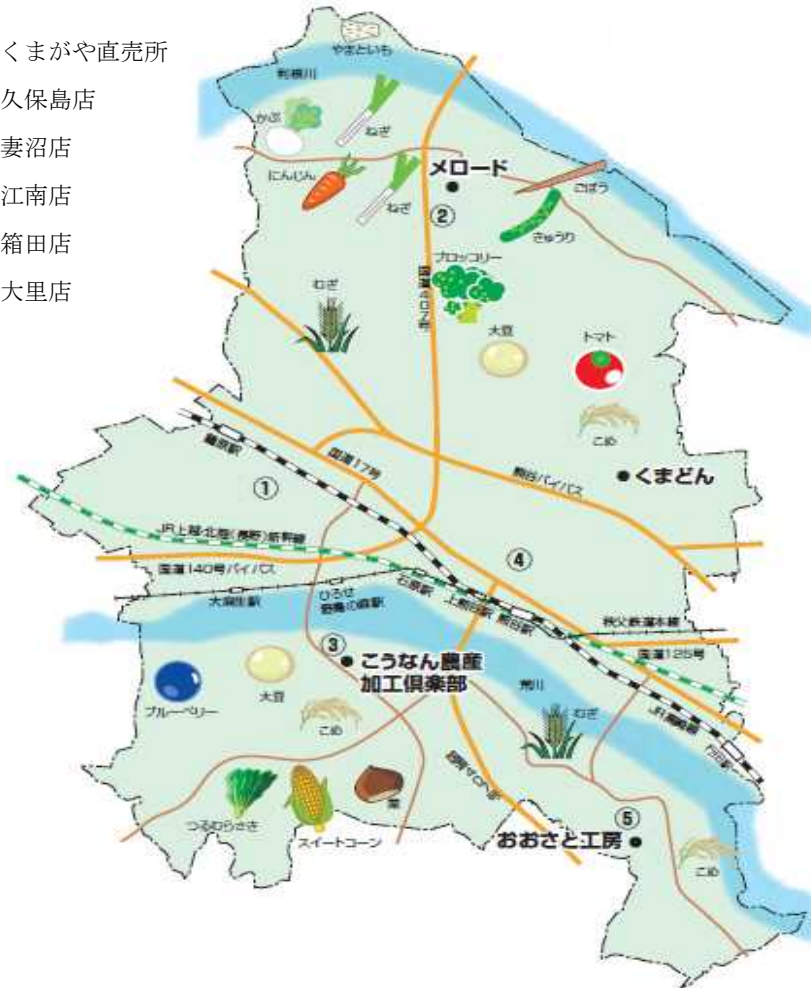 くまがや直売所
久保島店
妻沼店
江南店
箱田店
大里店
やまといも
利根川
かぶ
ねぎ
にんじん
ねぎ
メロード
ごぼう
②
きゅうり
ブロッコリー
むぎ
国道407号
大豆
トマト
こめ
籠原駅
国道17号
くまどん
熊谷バイパス
①
JR上越・北陸(長野)新幹線
④
国道140号バイパス
石原駅
上熊谷駅
熊谷駅
大麻生駅
ひろせ
野鳥の森駅
秩父鉄道本線
国道125号
③
こうなん農産
加工倶楽部
荒川
大豆
ブルーベリー
こめ
むぎ
JR高崎線
行田駅
国道407号
栗
つるむらさき
スイートコーン
⑤
おおさと工房
こめ